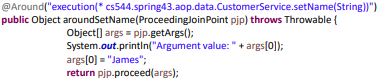 @Around("execution(* cs544.spring43.aop.data.CustomerService.setName(String))")
public Object aroundSetName(ProceedingJoinPoint pjp) throws Throwable {
Object[] args = pjp.getArgs();
System.out.println("Argument value: " + args[0]);
args[0] = "James";
return pjp.proceed(args);